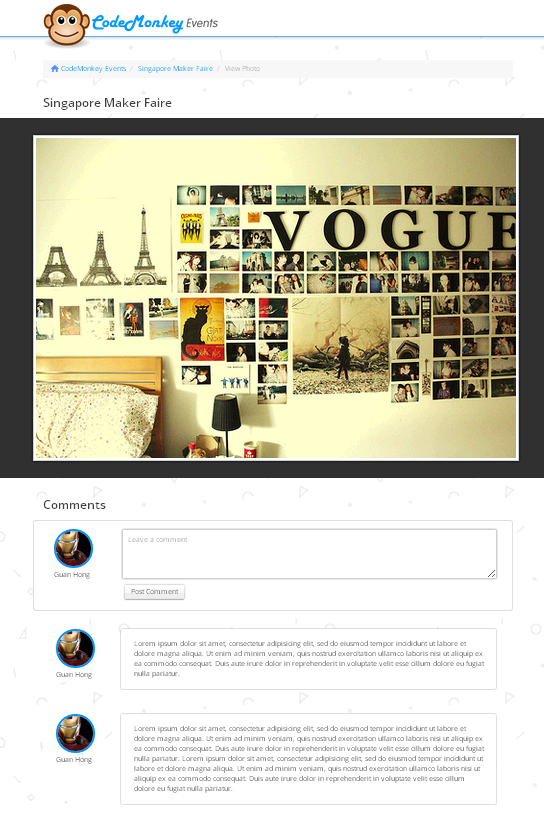 CodeMonkey Events
CodeMonkey Events / Singapore Maker Faire / View Photo
Singapore Maker Faire
VOGUE
CHAT
NOIR
Comments
Guan Hong
Leave a comment
Post Comment
Guan Hong
Lorem ipsum dolor sit amet, consectetur adipisicing elit, sed do eiusmod tempor incididunt ut labore et
dolore magna aliqua. Ut enim ad minim veniam, quis nostrud exercitation ullamco laboris nisi ut aliquip ex
ea commodo consequat. Duis aute irure dolor in reprehenderit in voluptate velit esse cillum dolore eu fugiat
nulla pariatur.
Guan Hong
Lorem ipsum dolor sit amet, consectetur adipisicing elit, sed do eiusmod tempor incididunt ut labore et
dolore magna aliqua. Ut enim ad minim veniam, quis nostrud exercitation ullamco laboris nisi ut aliquip ex
ea commodo consequat. Duis aute irure dolor in reprehenderit in voluptate velit esse cillum dolore eu fugiat
nulla pariatur. Lorem ipsum dolor sit amet, consectetur adipisicing elit, sed do eiusmod tempor incididunt ut
labore et dolore magna aliqua. Ut enim ad minim veniam, quis nostrud exercitation ullamco laboris nisi ut
aliquip ex ea commodo consequat. Duis aute irure dolor in reprehenderit in voluptate velit esse cillum
dolore eu fugiat nulla pariatur.